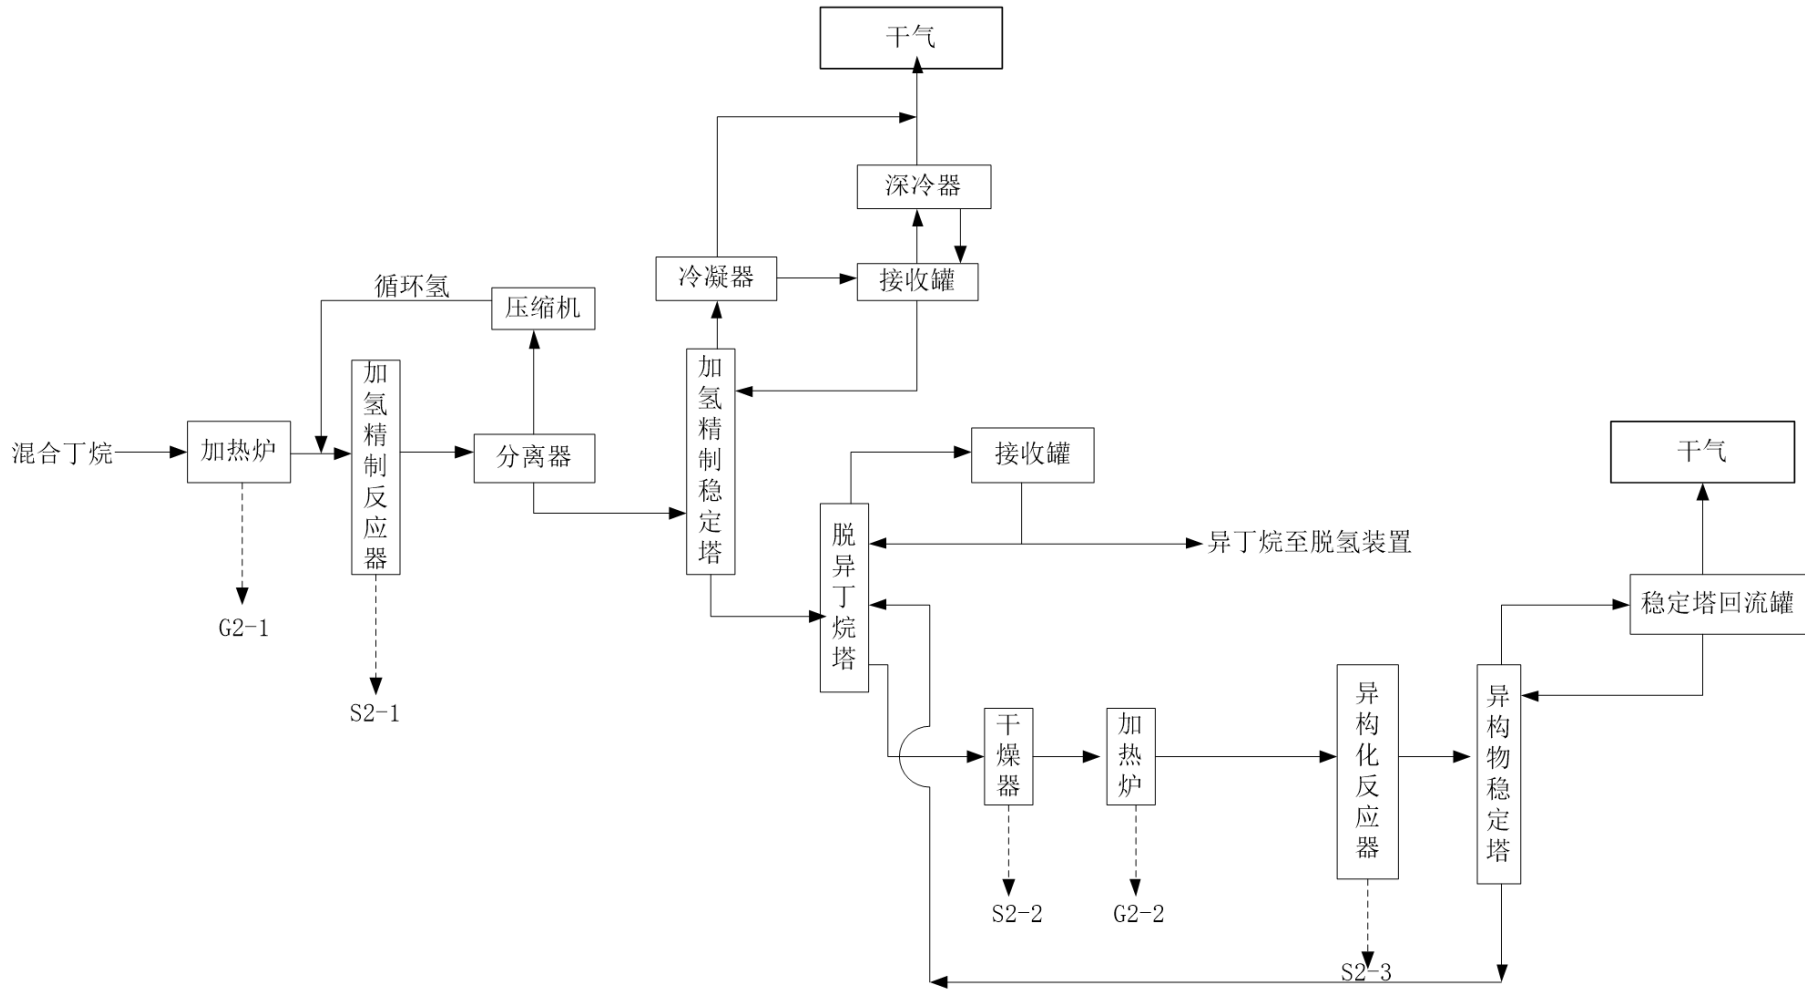 干气
深冷器
冷凝器
接收罐
循环氢
压缩机
加氢精制反应器
加氢精制稳定塔
混合丁烷
加热炉
分离器
接收罐
干气
脱异丁烷塔
异丁烷至脱氢装置
稳定塔回流罐
G2-1
S2-1
干燥器
加热炉
异构化反应器
异构物稳定塔
S2-2
G2-2
S2-3